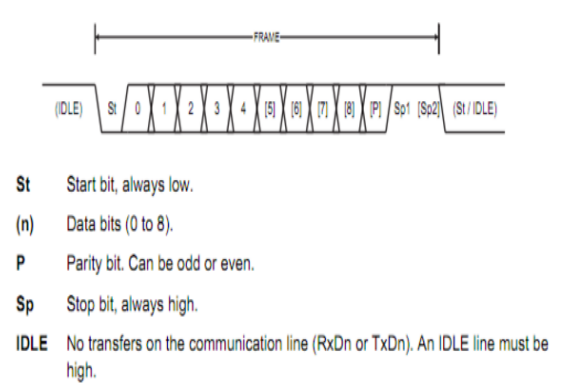 FRAME
(IDLE) St 0 1 2 3 4 [5] [6] [7] [8] [P] Sp1 [Sp2] (St / IDLE)
St Start bit, always low.
(n) Data bits (0 to 8).
P Parity bit. Can be odd or even.
Sp Stop bit, always high.
IDLE No transfers on the communication line (RxDn or TxDn). An IDLE line must be
high.